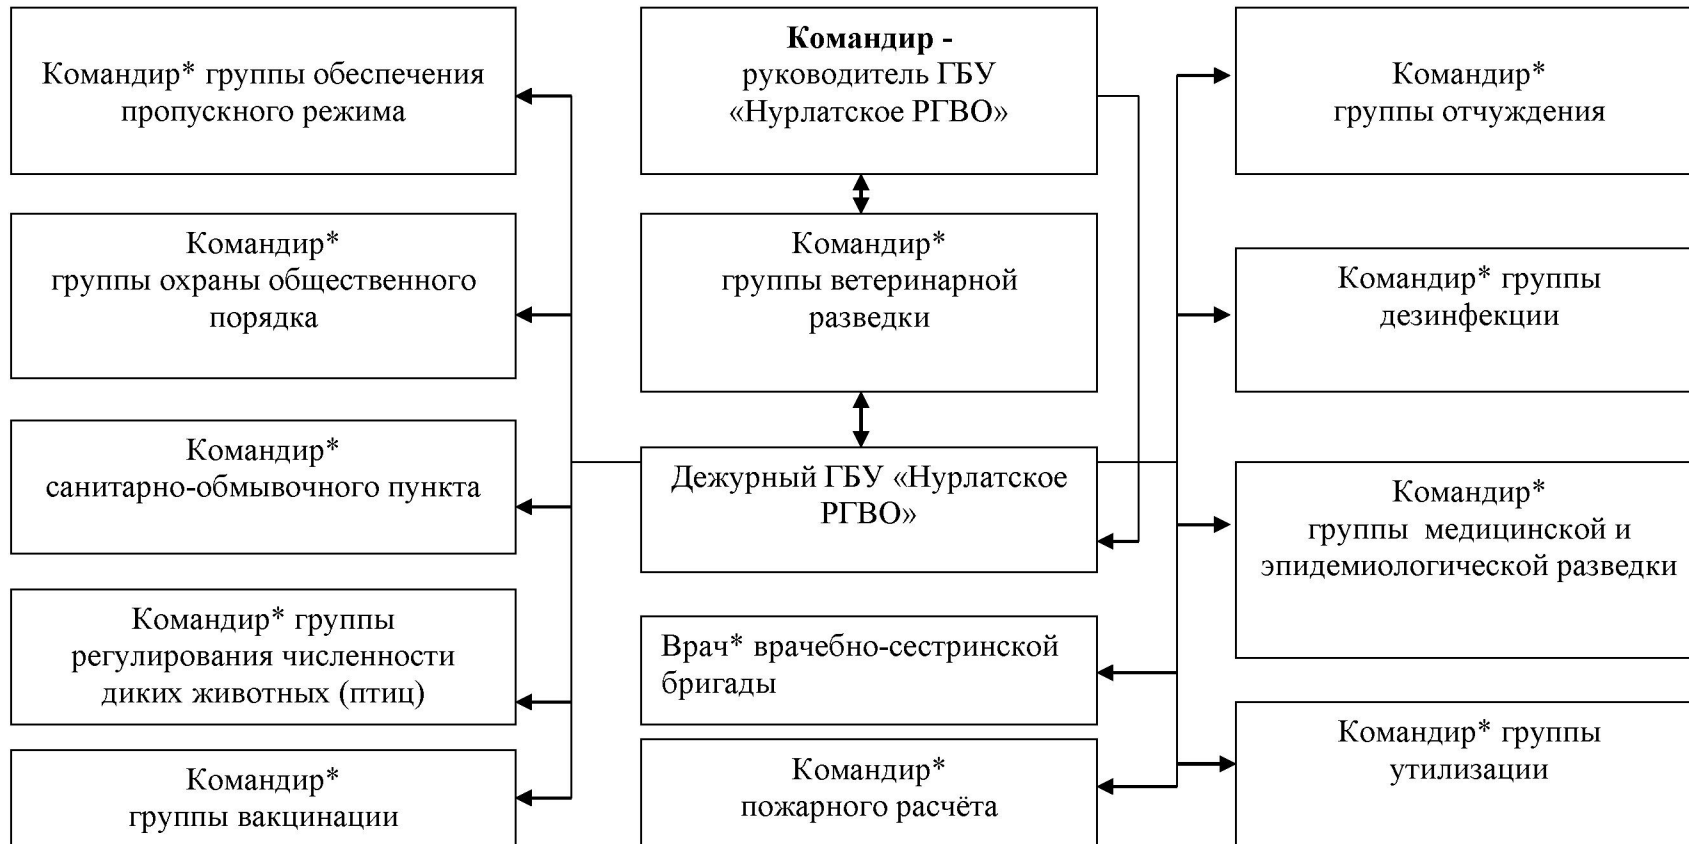 Командир* группы обеспечения
пропускного режима
Командир*
группы охраны общественного
порядка
Командир*
санитарно-обмывочного пункта
Командир* группы
регулирования численности
диких животных (птиц)
Командир*
группы вакцинации
Командир -
руководитель ГБУ
«Нурлатское РГВО»
Командир*
группы ветеринарной
разведки
Дежурный ГБУ «Нурлатское
РГВО»
Врач* врачебно-сестринской
бригады
Командир*
пожарного расчёта
Командир*
группы отчуждения
Командир* группы
дезинфекции
Командир*
группы медицинской и
эпидемиологической разведки
Командир* группы
утилизации